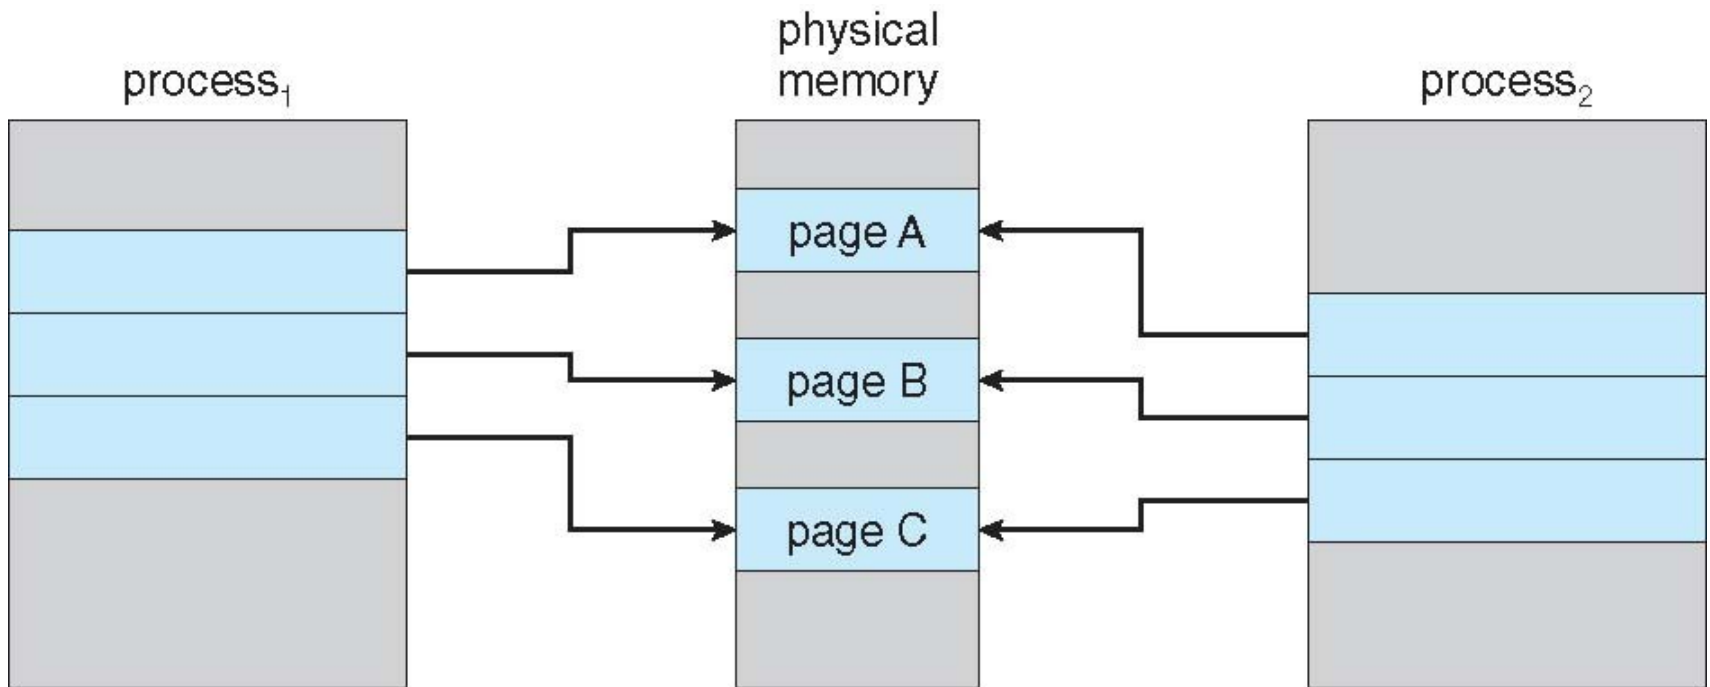 process₁
physical
memory
process₂
page A
page B
page C